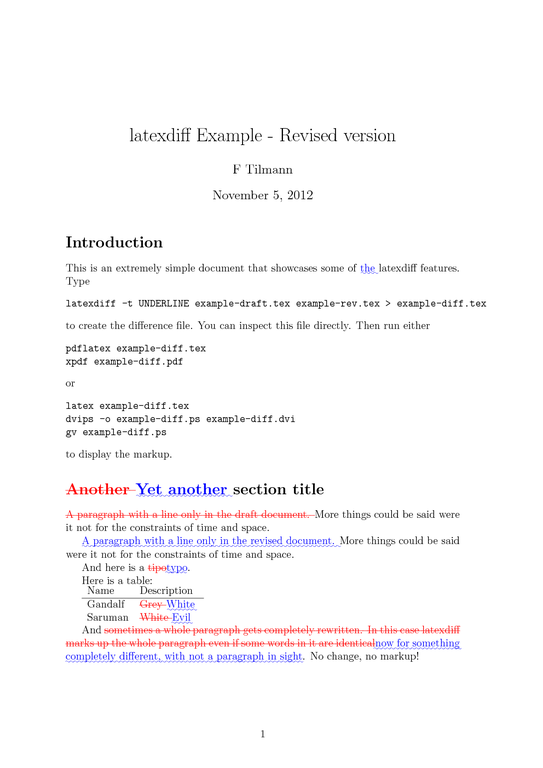 latexdiff Example - Revised version
F Tilmann
November 5, 2012
Introduction
This is an extremely simple document that showcases some of the latexdiff features.
Type
latexdiff -t UNDERLINE example-draft.tex example-rev.tex > example-diff.tex
to create the difference file. You can inspect this file directly. Then run either
pdflatex example-diff.tex
xpdf example-diff.pdf
or
latex example-diff.tex
dvips -o example-diff.ps example-diff.dvi
gv example-diff.ps
to display the markup.
Another Yet another section title
A paragraph with a line only in the draft document. More things could be said were
it not for the constraints of time and space.
A paragraph with a line only in the revised document. More things could be said
were it not for the constraints of time and space.
And here is a tipotypo.
Here is a table:
Name Description
Gandalf Grey White
Saruman White Evil
And sometimes a whole paragraph gets completely rewritten. In this case latexdiff
marks up the whole paragraph even if some words in it are identicalnow for something
completely different, with not a paragraph in sight. No change, no markup!
1